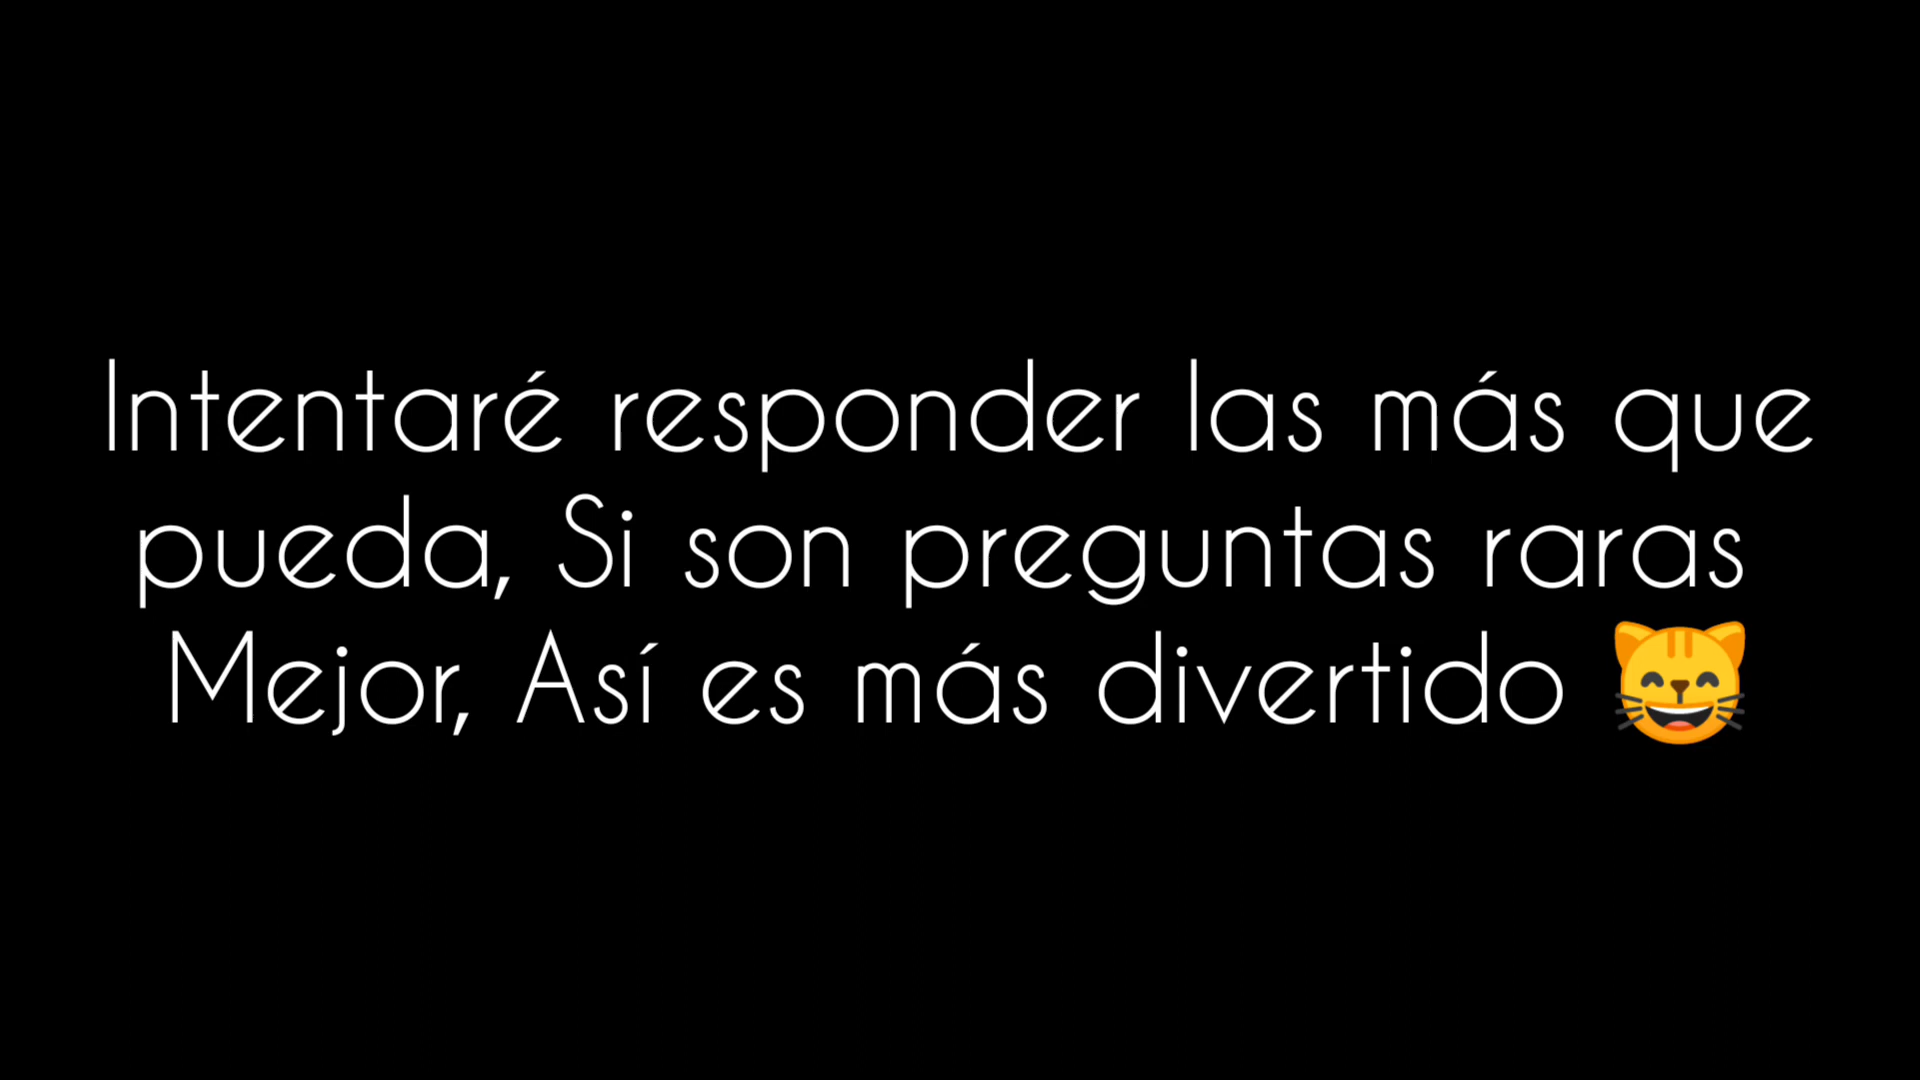 Intentaré responder las más que
pueda, Si son preguntas raras
Mejor, Así es más divertido 😸